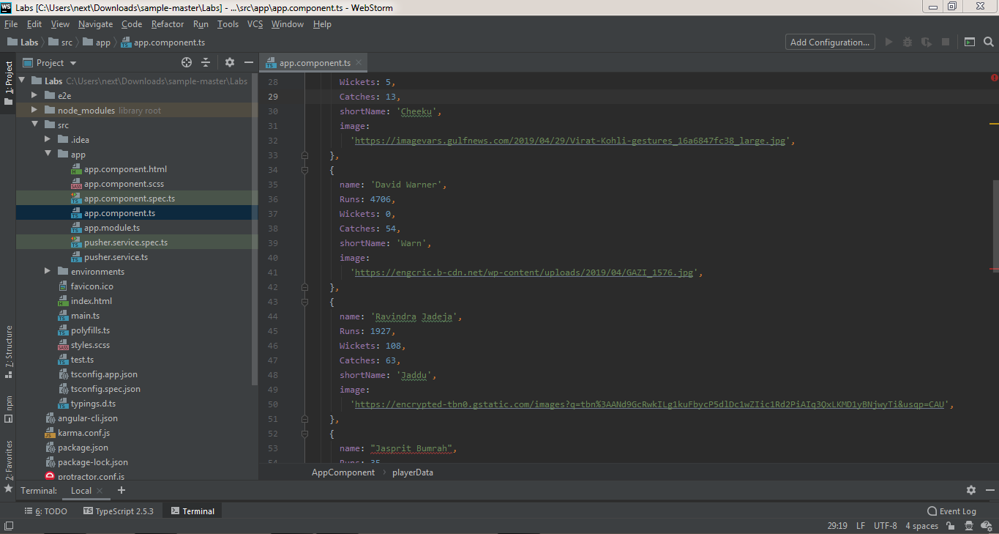 WS Labs [C:\Users\next\Downloads\sample-master\Labs] - ...\src\app\app.component.ts - WebStorm
File Edit View Navigate Code Refactor Run Tools VCS Window Help
Labs src app app.component.ts Add Configuration...
1: Project
7: Structure
npm
2: Favorites
Project
Labs C:\Users\next\Downloads\sample-master\Labs
e2e
node_modules library root
src
.idea
app
app.component.html
app.component.scss
app.component.spec.ts
app.component.ts
app.module.ts
pusher.service.spec.ts
pusher.service.ts
environments
favicon.ico
index.html
main.ts
polyfills.ts
styles.scss
test.ts
tsconfig.app.json
tsconfig.spec.json
typings.d.ts
angular-cli.json
karma.conf.js
package.json
package-lock.json
protractor.conf.js
app.component.ts
28 Wickets: 5,
29 Catches: 13,
30 shortName: 'Cheeku',
31 image:
32 'https://imagevars.gulfnews.com/2019/04/29/Virat-Kohli-gestures_16a6847fc38_large.jpg',
33 },
34 {
35 name: 'David Warner',
36 Runs: 4706,
37 Wickets: 0,
38 Catches: 54,
39 shortName: 'Warn',
40 image:
41 'https://engcric.b-cdn.net/wp-content/uploads/2019/04/GAZI_1576.jpg',
42 },
43 {
44 name: 'Ravindra Jadeja',
45 Runs: 1927,
46 Wickets: 108,
47 Catches: 63,
48 shortName: 'Jaddu',
49 image:
50 'https://encrypted-tbn0.gstatic.com/images?q=tbn%3AANd9GcRwkILg1kuFbycP5dlDc1wZIic1Rd2PiAIq3QxLKMD1yBNjwyTi&usqp=CAU',
51 },
52 {
53 name: "Jasprit Bumrah",
54 Runs: 35
AppComponent playerData
Terminal: Local
6: TODO TypeScript 2.5.3 Terminal Event Log
29:19 LF UTF-8 4 spaces